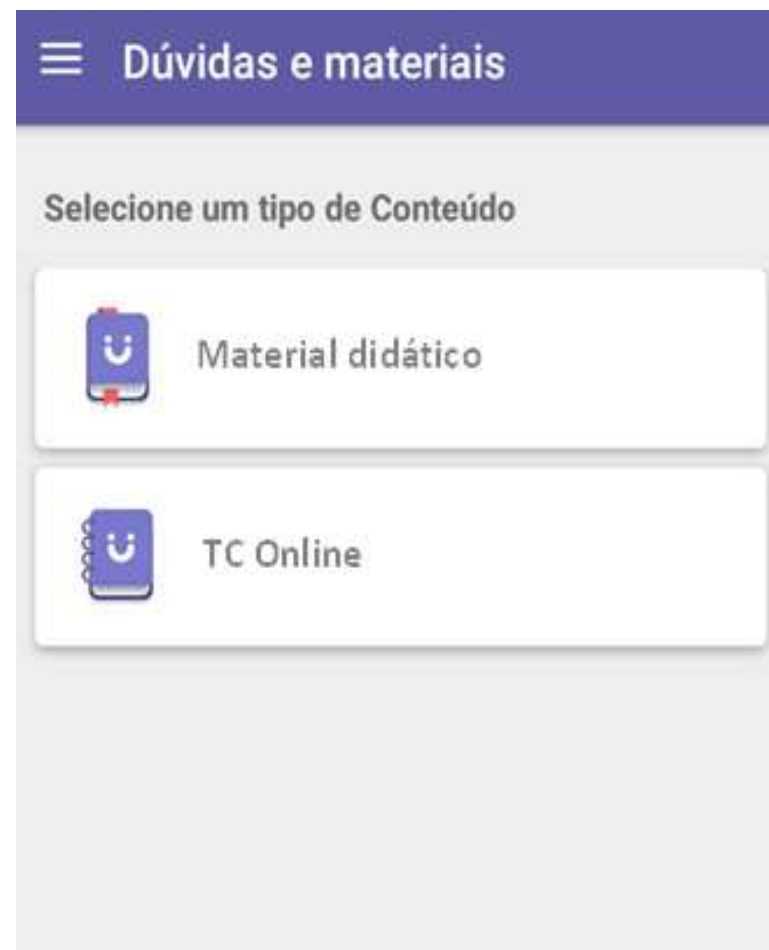 Dúvidas e materiais
Selecione um tipo de Conteúdo
Material didático
TC Online